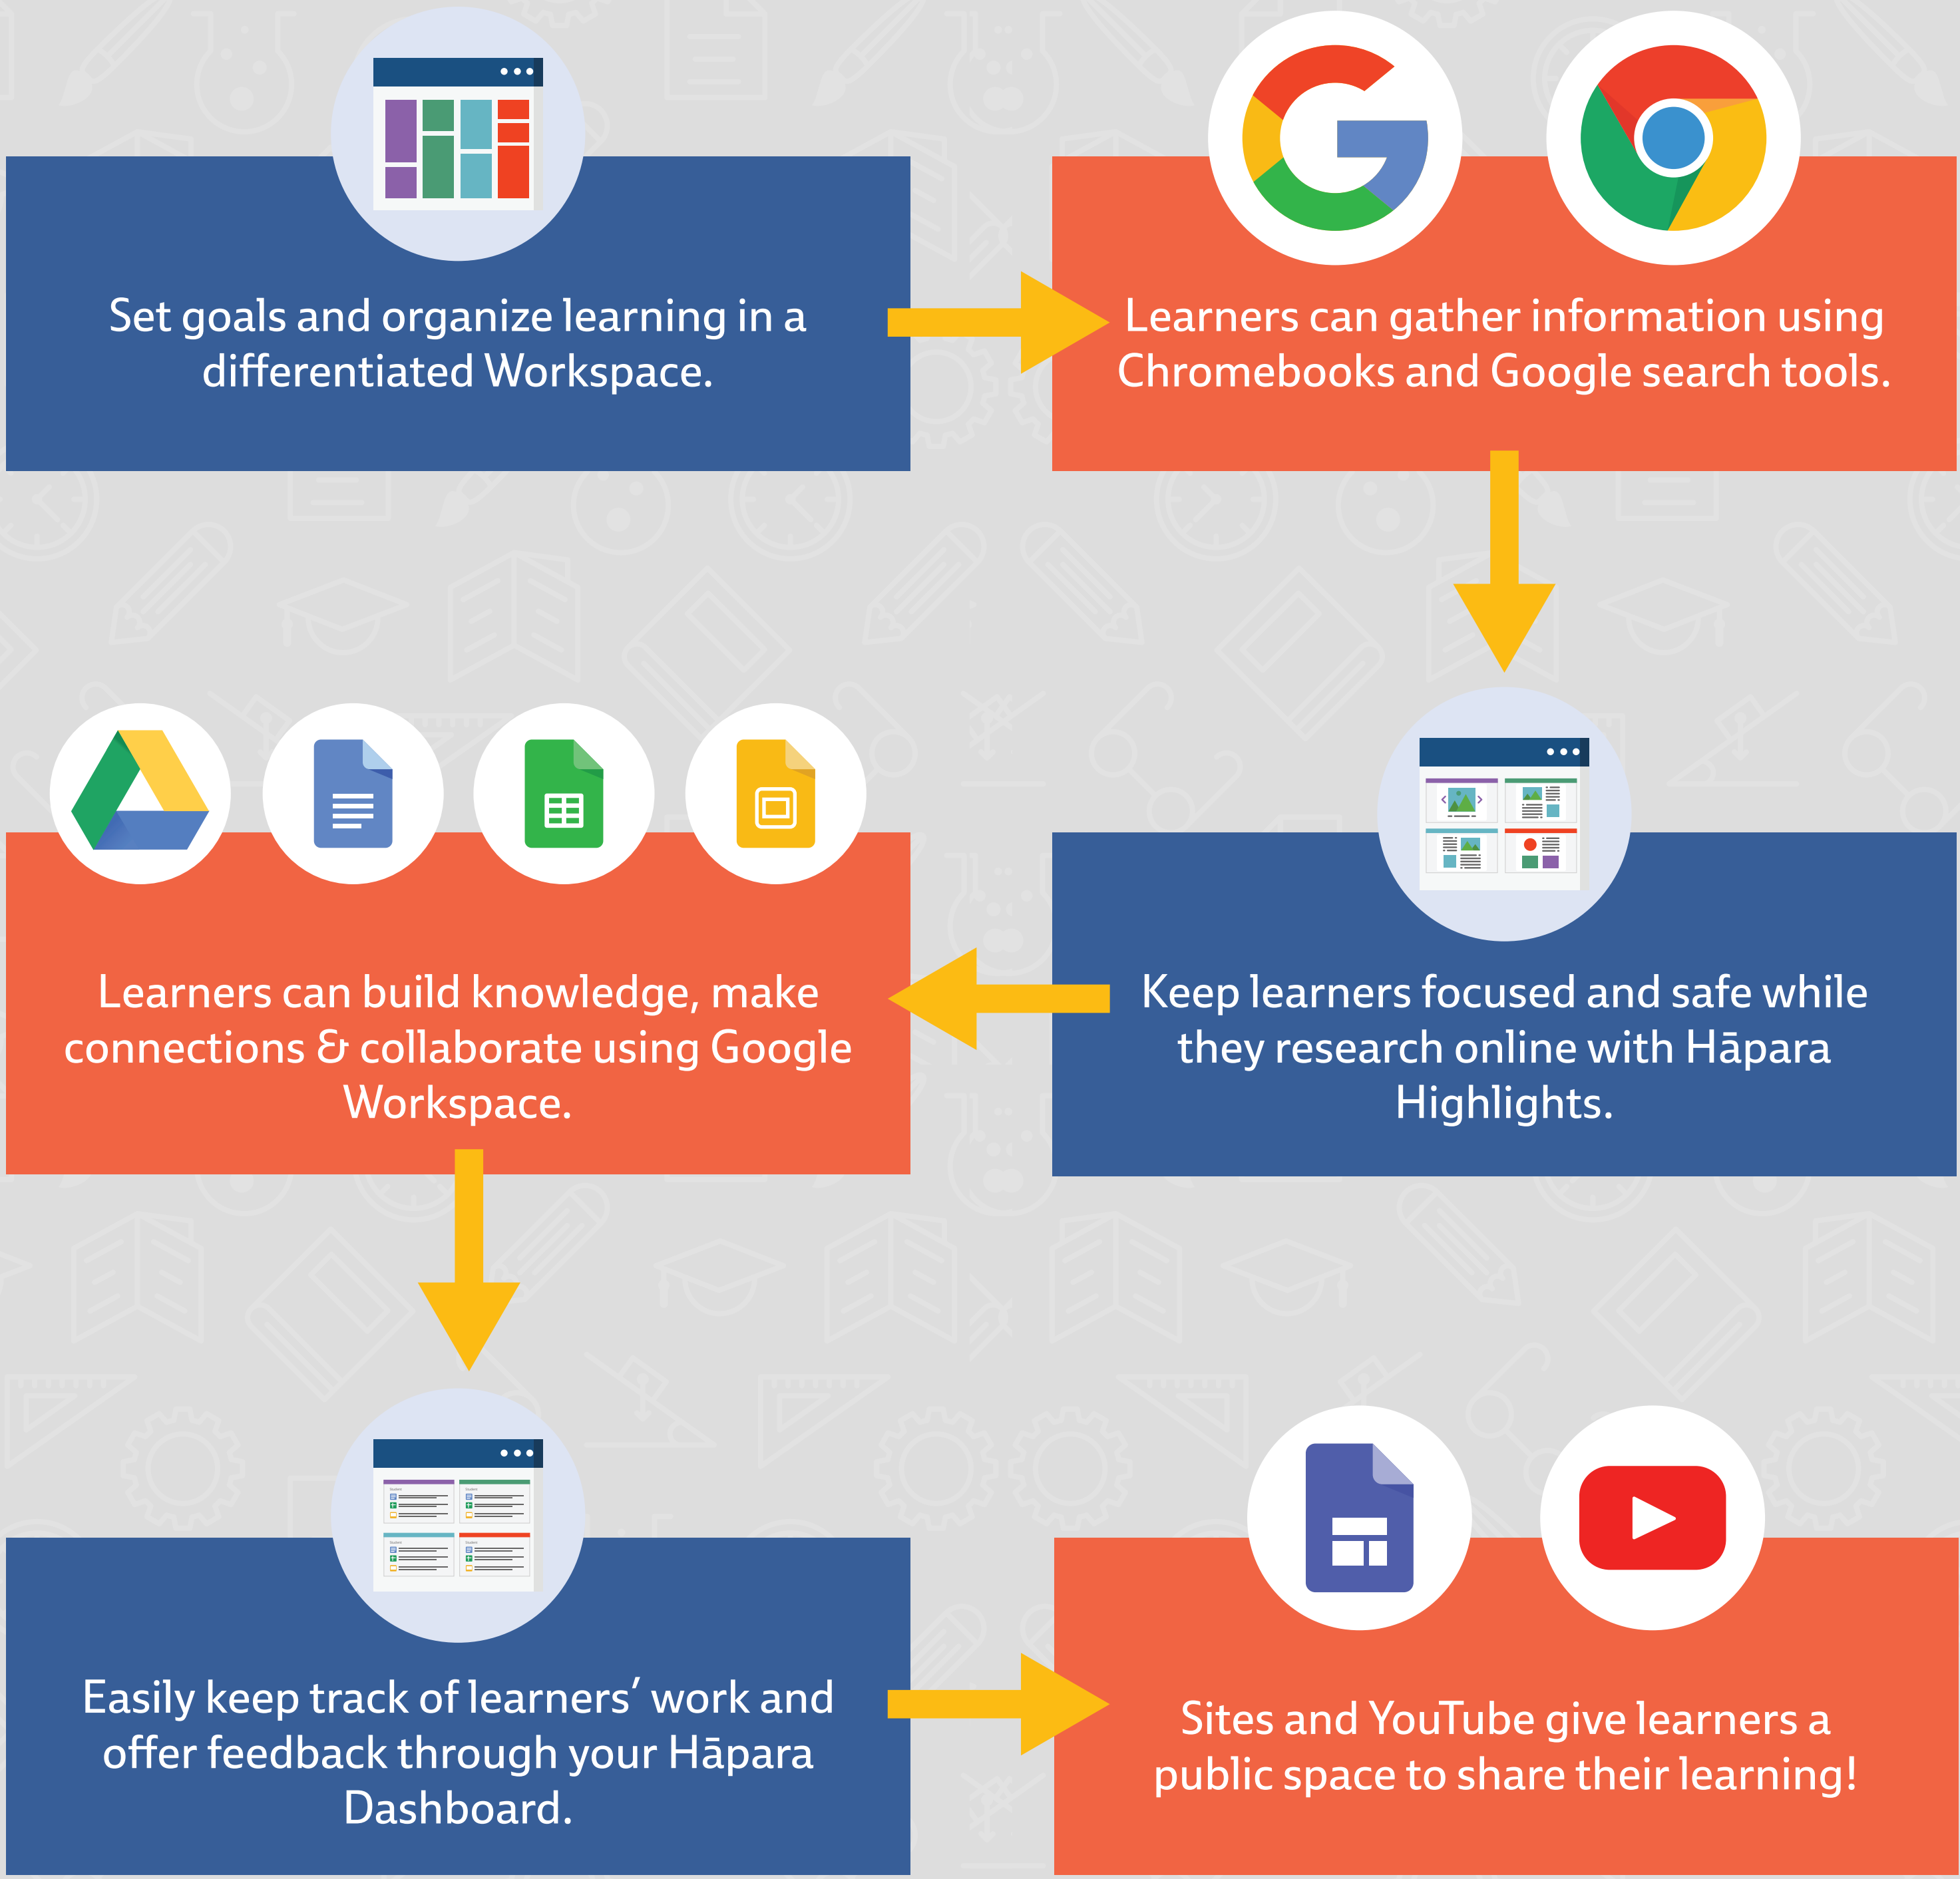 Set goals and organize learning in a
differentiated Workspace.
Learners can gather information using
Chromebooks and Google search tools.
Keep learners focused and safe while
they research online with Hāpara
Highlights.
Learners can build knowledge, make
connections & collaborate using Google
Workspace.
Easily keep track of learners’ work and
offer feedback through your Hāpara
Dashboard.
Sites and YouTube give learners a
public space to share their learning!